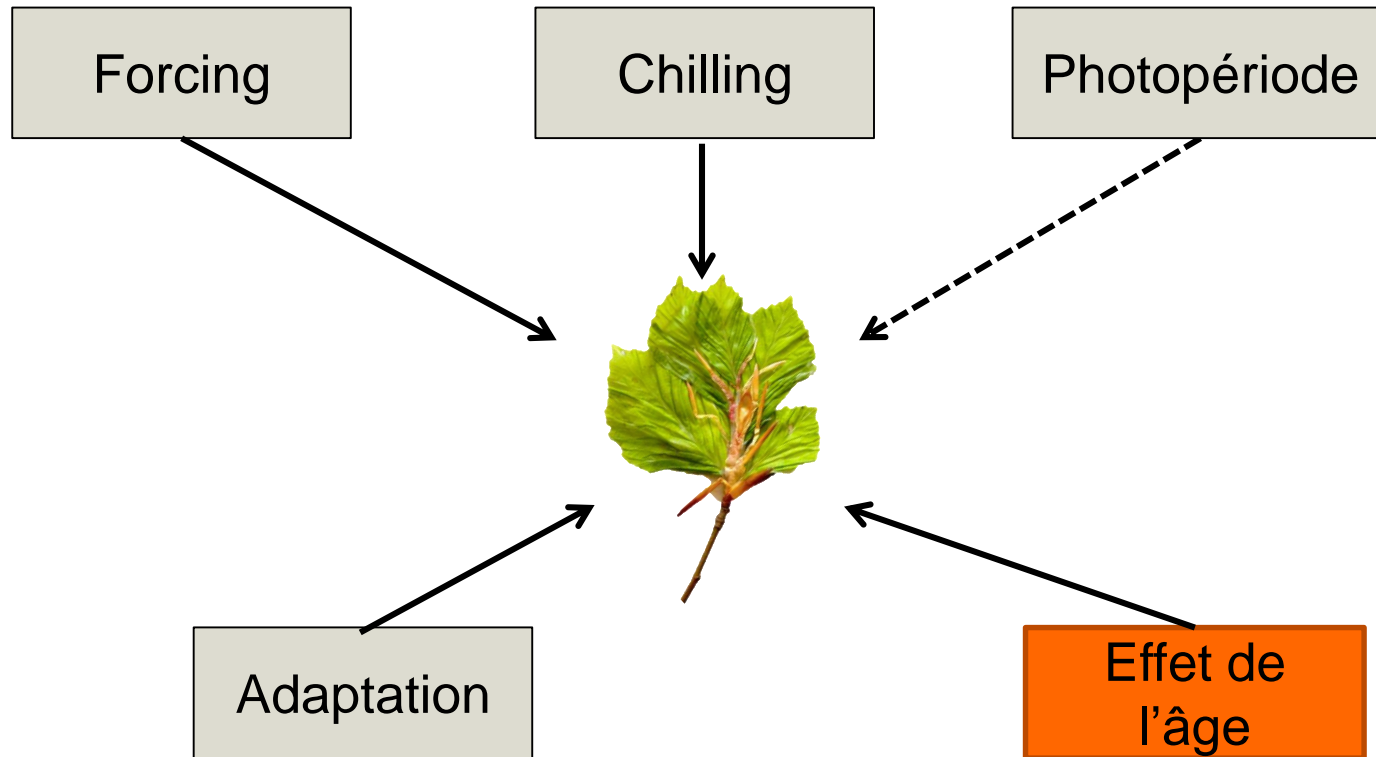 Forcing
Chilling
Photopériode
Adaptation
Effet de
l’âge